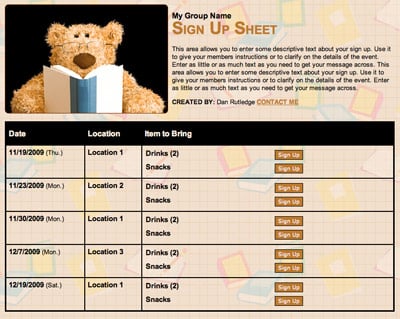 My Group Name
SIGN UP SHEET
This area allows you to enter some descriptive text about your sign up. Use it
to give your members instructions or to clarify on the details of the event.
Enter as little or as much text as you need to get your message across. This
area allows you to enter some descriptive text about your sign up. Use it to
give your members instructions or to clarify on the details of the event. Enter
as little or as much text as you need to get your message across.
CREATED BY: Dan Rutledge CONTACT ME
Date Location Item to Bring
11/19/2009 (Thu.) Location 1 Drinks (2) Sign Up
Snacks Sign Up
11/23/2009 (Mon.) Location 2 Drinks (2) Sign Up
Snacks Sign Up
11/30/2009 (Mon.) Location 1 Drinks (2) Sign Up
Snacks Sign Up
12/7/2009 (Mon.) Location 3 Drinks (2) Sign Up
Snacks Sign Up
12/19/2009 (Sat.) Location 1 Drinks (2) Sign Up
Snacks Sign Up